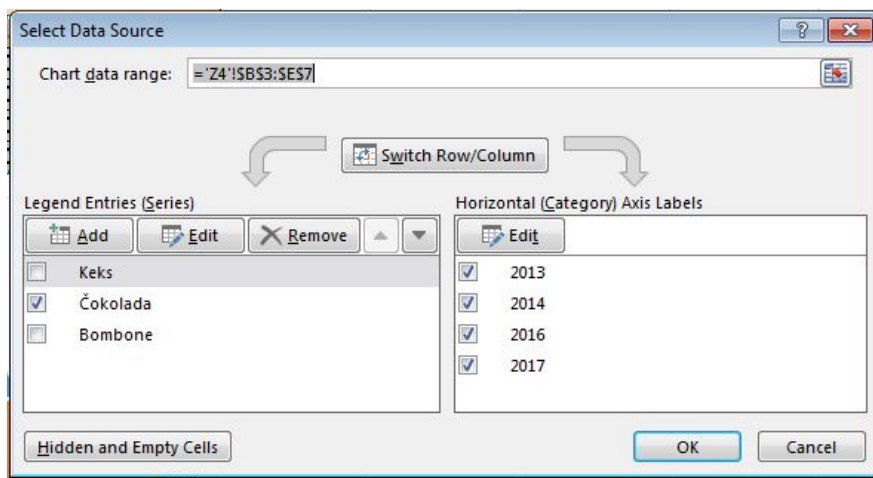 Select Data Source
Chart data range: ='Z4'!$B$3:$E$7
Switch Row/Column
Legend Entries (Series)
Add Edit Remove
Keks
Čokolada
Bombone
Horizontal (Category) Axis Labels
Edit
2013
2014
2016
2017
Hidden and Empty Cells
OK Cancel